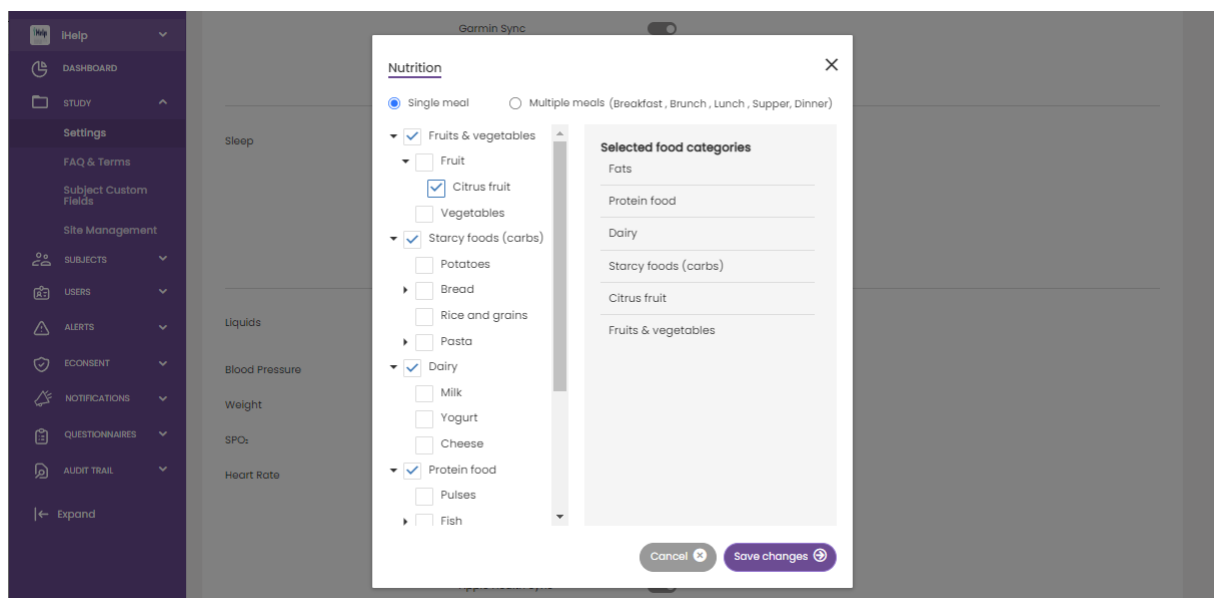 iHelp
DASHBOARD
STUDY
Settings
FAQ & Terms
Subject Custom
Fields
Site Management
SUBJECTS
USERS
ALERTS
ECONSENT
NOTIFICATIONS
QUESTIONNAIRES
AUDIT TRAIL
Expand
Garmin Sync
Sleep
Liquids
Blood Pressure
Weight
SPO₂
Heart Rate
Nutrition
Single meal
Multiple meals (Breakfast , Brunch , Lunch , Supper, Dinner)
Fruits & vegetables
Fruit
Citrus fruit
Vegetables
Starcy foods (carbs)
Potatoes
Bread
Rice and grains
Pasta
Dairy
Milk
Yogurt
Cheese
Protein food
Pulses
Fish
Selected food categories
Fats
Protein food
Dairy
Starcy foods (carbs)
Citrus fruit
Fruits & vegetables
Cancel
Save changes